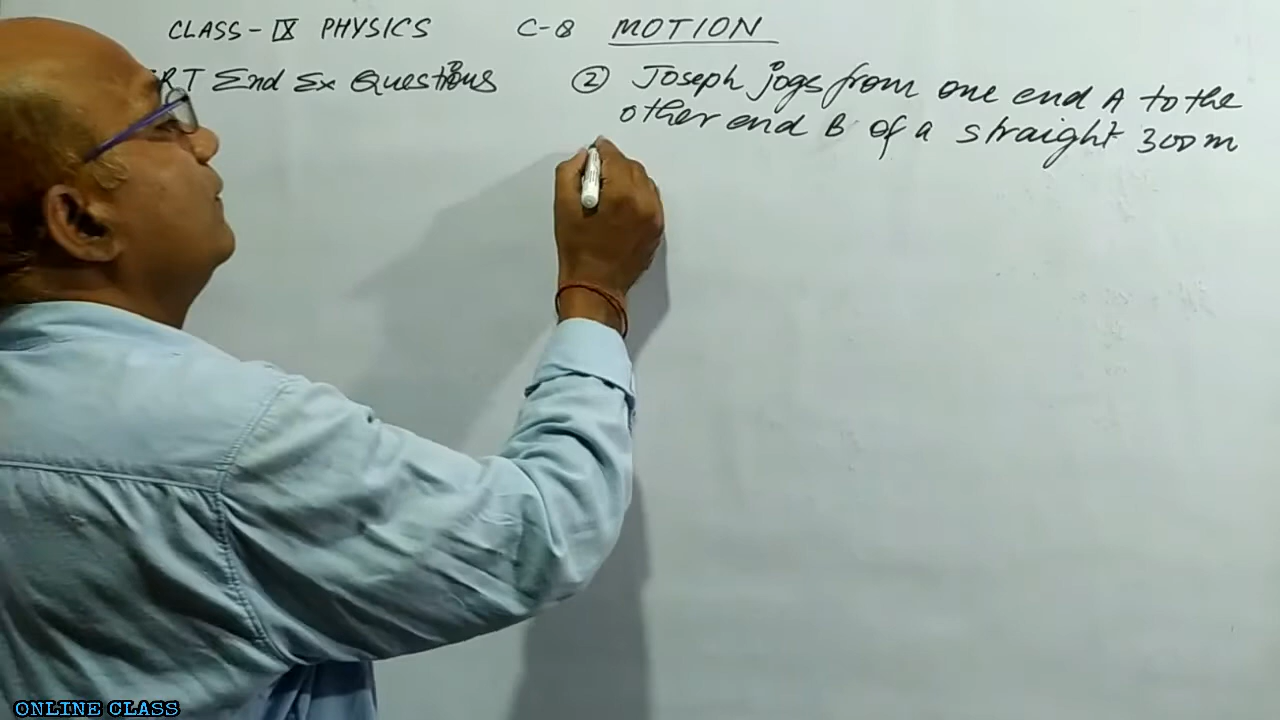 CLASS-IX PHYSICS C-8 MOTION
RT End Ex Questions
② Joseph jogs from one end A to the
other end B of a straight 300m
ONLINE CLASS